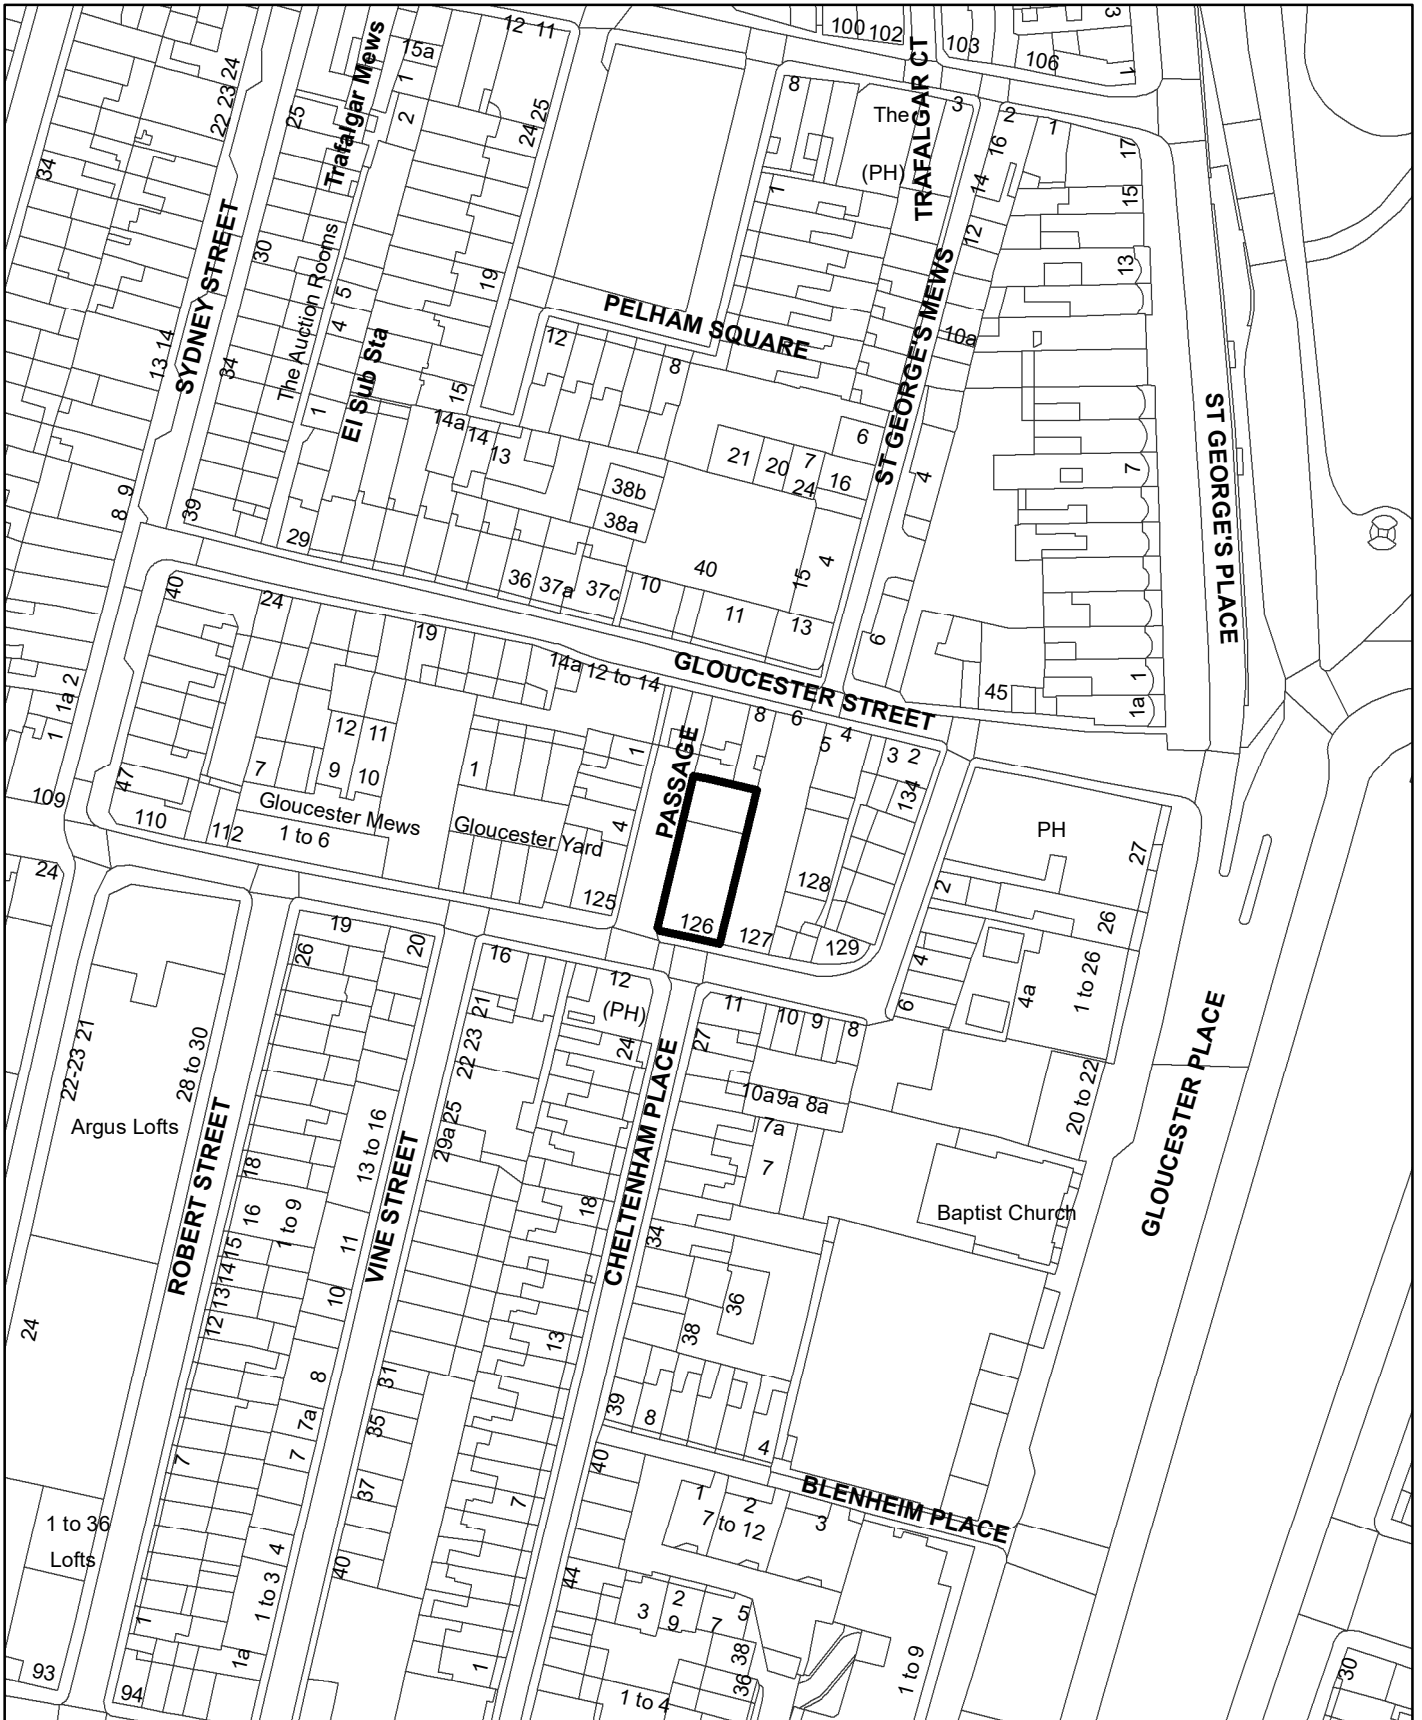 12 11
100 102
103
106
3
1
15a
1
2
Trafalgar Mews
24
22 23
25
24 25
34
8
The
(PH)
TRAFALGAR CT
3
2
1
16
14
12
17
15
13
1
SYDNEY STREET
30
The Auction Rooms
5
4
19
PELHAM SQUARE
ST GEORGE'S MEWS
10a
13 14
34
El Sub Sta
1
15
12
8
ST GEORGE'S PLACE
14a
14
13
6
21
20
7
24
16
4
7
9
8
39
29
38b
38a
36
37a
37c
10
40
11
13
15
4
6
40
24
19
14a
12 to 14
GLOUCESTER STREET
45
1
1a
1a 2
1
12
11
7
9
10
1
1
PASSAGE
8
6
5
4
3
2
134
47
109
110
112
Gloucester Mews
1 to 6
Gloucester Yard
4
125
126
127
128
129
PH
27
24
2
26
4
4a
1 to 26
6
19
20
26
16
12
(PH)
21
22 23
24
11
10
9
8
27
22-23 21
28 to 30
Argus Lofts
ROBERT STREET
18
16
1 to 9
13 to 16
VINE STREET
29a 25
CHELTENHAM PLACE
10a 9a 8a
7a
7
20 to 22
GLOUCESTER PLACE
Baptist Church
18
34
15
14
13
12
11
10
24
13
36
38
8
31
39
8
4
7a
7
7
35
37
40
7
BLENHEIM PLACE
1
2
7 to 12
3
1 to 36
Lofts
4
1 to 3
40
44
2
3
9
7
5
38
36
1
1a
1
93
94
1 to 4
1 to 9
30